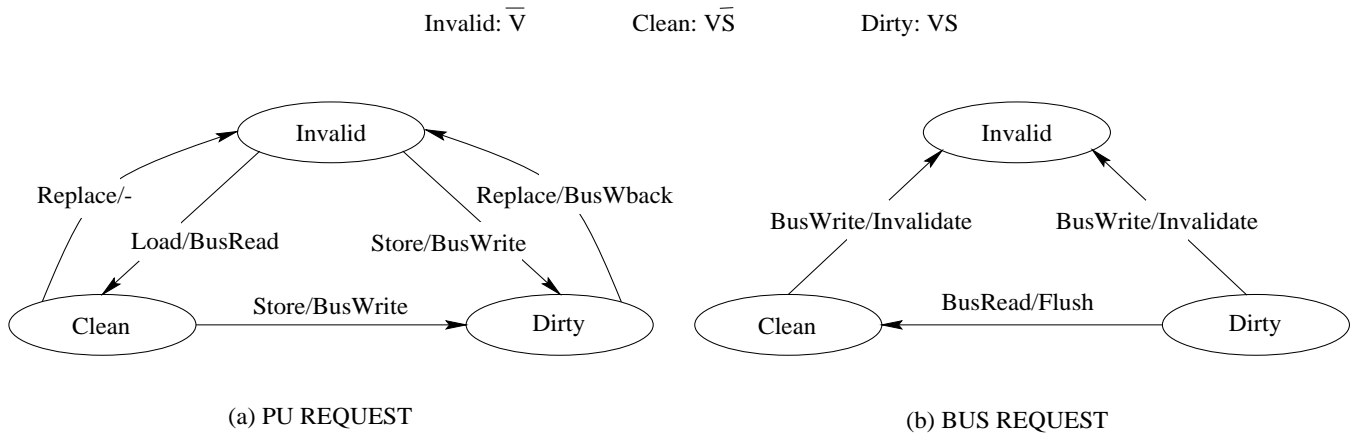 Invalid: V̅ Clean: VS̅ Dirty: VS
Invalid
Replace/-
Replace/BusWback
Load/BusRead
Store/BusWrite
Clean
Store/BusWrite
Dirty
(a) PU REQUEST
Invalid
BusWrite/Invalidate
BusWrite/Invalidate
Clean
BusRead/Flush
Dirty
(b) BUS REQUEST